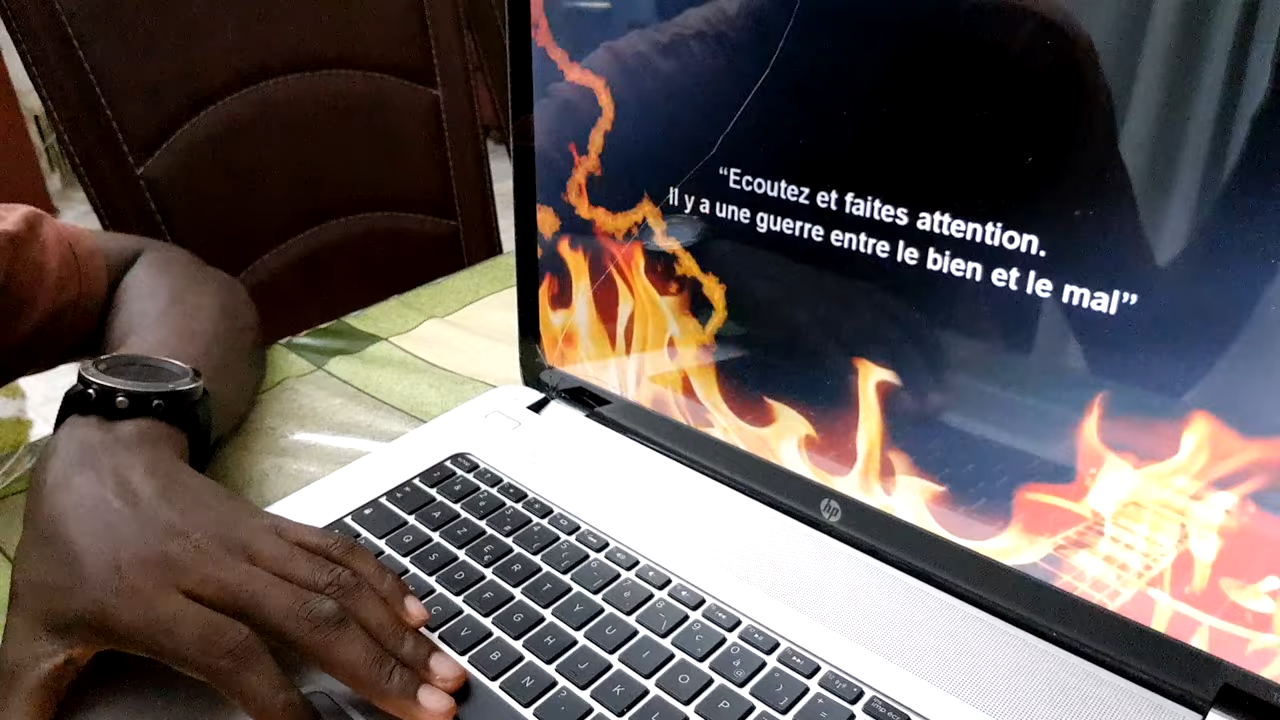 “Ecoutez et faites attention.
Il y a une guerre entre le bien et le mal”
hp
A Z E R T Y U I O P
Q S D F G H J K L
C V B N